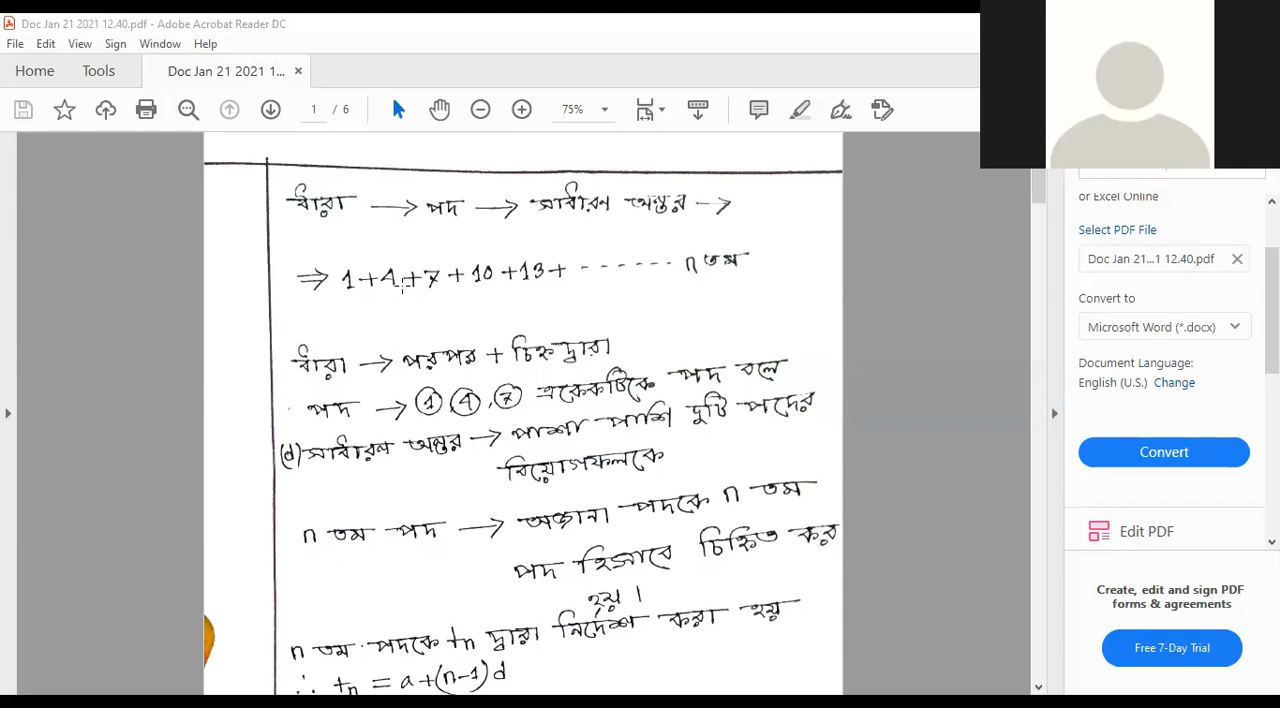 Doc Jan 21 2021 12.40.pdf - Adobe Acrobat Reader DC
File Edit View Sign Window Help
Home Tools Doc Jan 21 2021 1... ×
1 / 6 75%
ধারা → পদ → সাধারন অন্তর →
⇒ 1+4+7+10+13+ ------- n তম
ধারা → পরপর + চিহ্ন দ্বারা
পদ → ① ④, ⑦ একেকটিকে পদ বলে
(d) সাধারন অন্তর → পাশা পাশি দুটি পদের
বিয়োগফলকে
n তম পদ → অজানা পদকে n তম
পদ হিসাবে চিহ্নিত কর
হয় ।
n তম পদকে tn দ্বারা নির্দেশ করা হয়
∴ tn = a+(n-1)d
or Excel Online
Select PDF File
Doc Jan 21...1 12.40.pdf ×
Convert to
Microsoft Word (*.docx)
Document Language:
English (U.S.) Change
Convert
Edit PDF
Create, edit and sign PDF
forms & agreements
Free 7-Day Trial